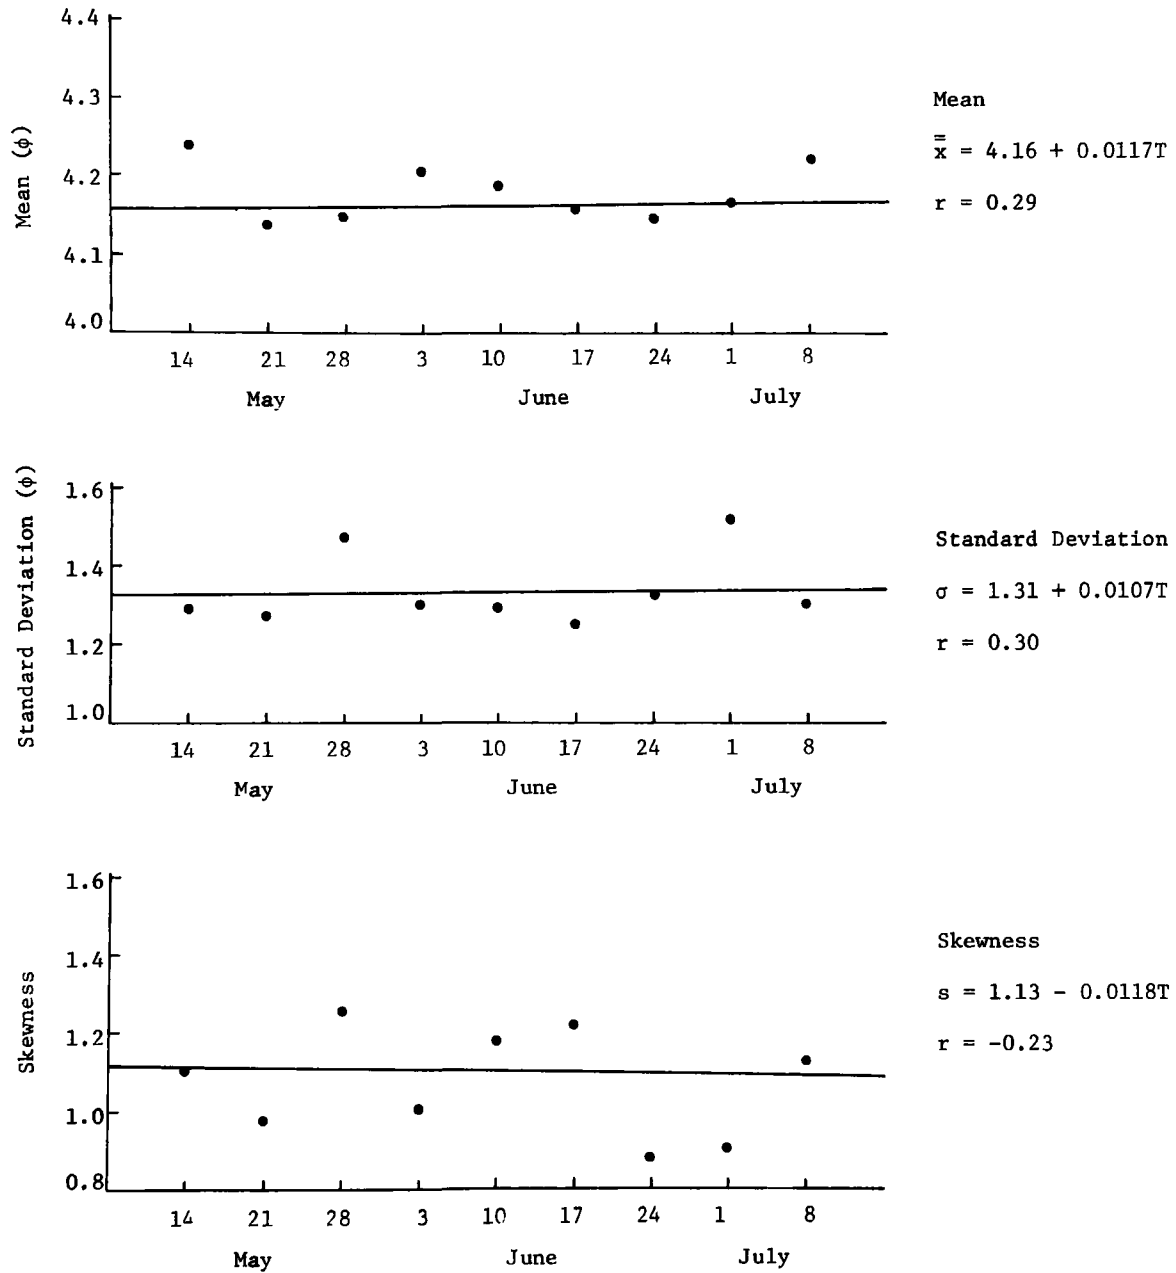 Mean (φ)
4.4
4.3
4.2
4.1
4.0
14 21 28 3 10 17 24 1 8
May June July
Mean
x̿ = 4.16 + 0.0117T
r = 0.29
Standard Deviation (φ)
1.6
1.4
1.2
1.0
14 21 28 3 10 17 24 1 8
May June July
Standard Deviation
σ = 1.31 + 0.0107T
r = 0.30
Skewness
1.6
1.4
1.2
1.0
0.8
14 21 28 3 10 17 24 1 8
May June July
Skewness
s = 1.13 - 0.0118T
r = -0.23